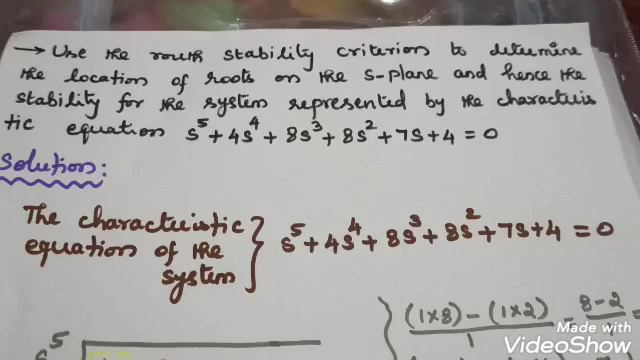 → Use the routh stability criterion to determine
the location of roots on the s-plane and hence the
stability for the system represented by the characteris
tic equation s⁵ + 4s⁴ + 8s³ + 8s² + 7s + 4 = 0
Solution:
The characteristic
equations of the
system } s⁵ + 4s⁴ + 8s³ + 8s² + 7s + 4 = 0
s⁵
(1×8) - (1×2) / 1 = 8-2 / 1 =
Made with
VideoShow